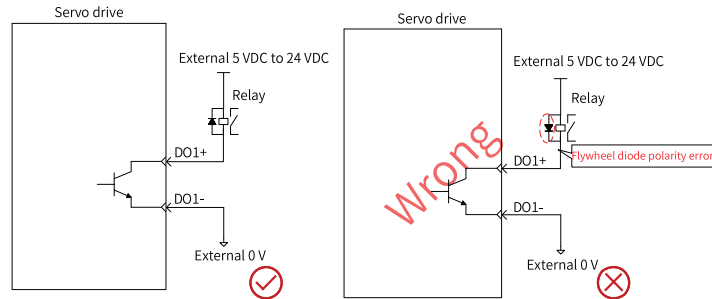 Servo drive
External 5 VDC to 24 VDC
Relay
DO1+
DO1-
External 0 V
Servo drive
External 5 VDC to 24 VDC
Relay
Flywheel diode polarity error
DO1+
Wrong
DO1-
External 0 V